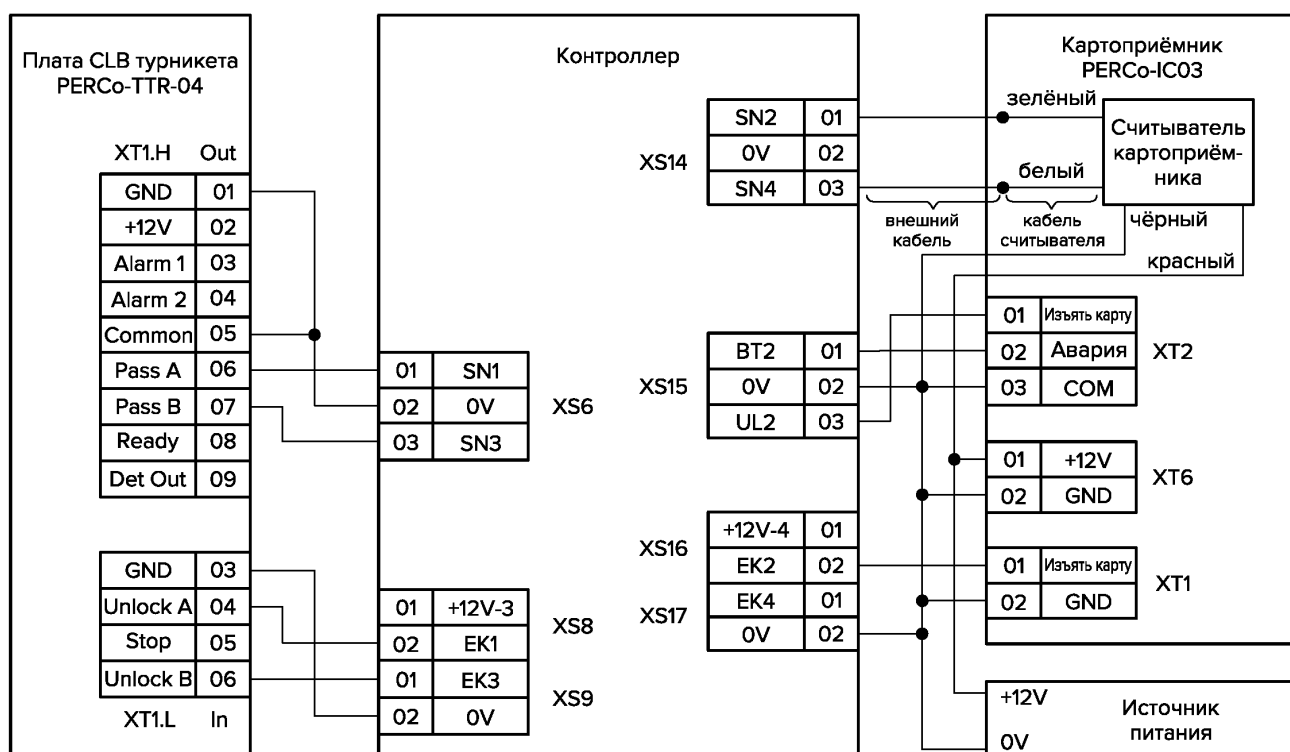 Плата CLB турникета
PERCo-TTR-04
XT1.H Out
GND 01
+12V 02
Alarm 1 03
Alarm 2 04
Common 05
Pass A 06
Pass B 07
Ready 08
Det Out 09
GND 03
Unlock A 04
Stop 05
Unlock B 06
XT1.L In
Контроллер
01 SN1
02 0V
03 SN3
XS6
01 +12V-3
02 EK1
XS8
01 EK3
02 0V
XS9
XS14
SN2 01
0V 02
SN4 03
XS15
BT2 01
0V 02
UL2 03
XS16
+12V-4 01
EK2 02
XS17
EK4 01
0V 02
внешний
кабель
кабель
считывателя
Картоприёмник
PERCo-IC03
зелёный
белый
Считыватель
картоприём-
ника
чёрный
красный
01 Изъять карту
02 Авария
03 COM
XT2
01 +12V
02 GND
XT6
01 Изъять карту
02 GND
XT1
+12V
0V
Источник
питания